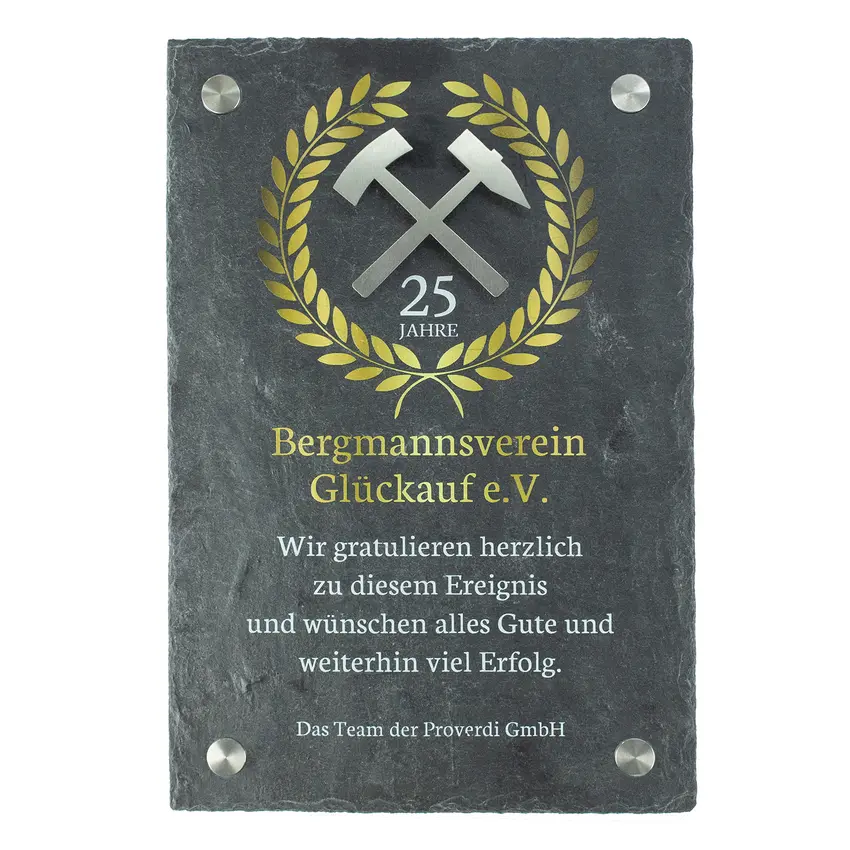 25
JAHRE
Bergmannsverein
Glückauf e.V.
Wir gratulieren herzlich
zu diesem Ereignis
und wünschen alles Gute und
weiterhin viel Erfolg.
Das Team der Proverdi GmbH